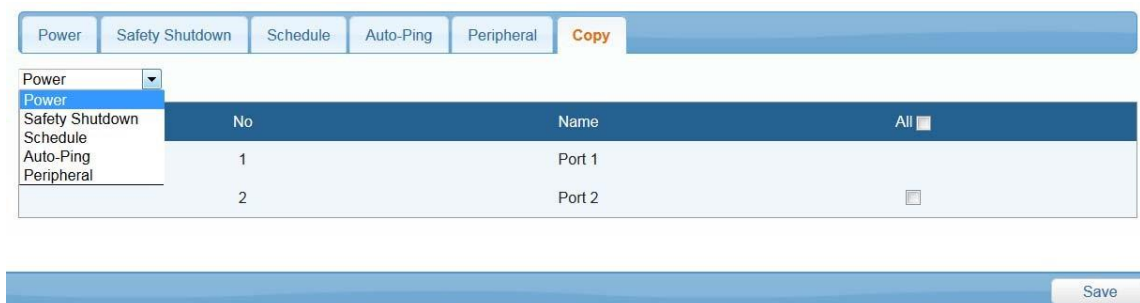 Power Safety Shutdown Schedule Auto-Ping Peripheral Copy
Power
Power
Safety Shutdown
Schedule
Auto-Ping
Peripheral
No Name All
1 Port 1
2 Port 2
Save